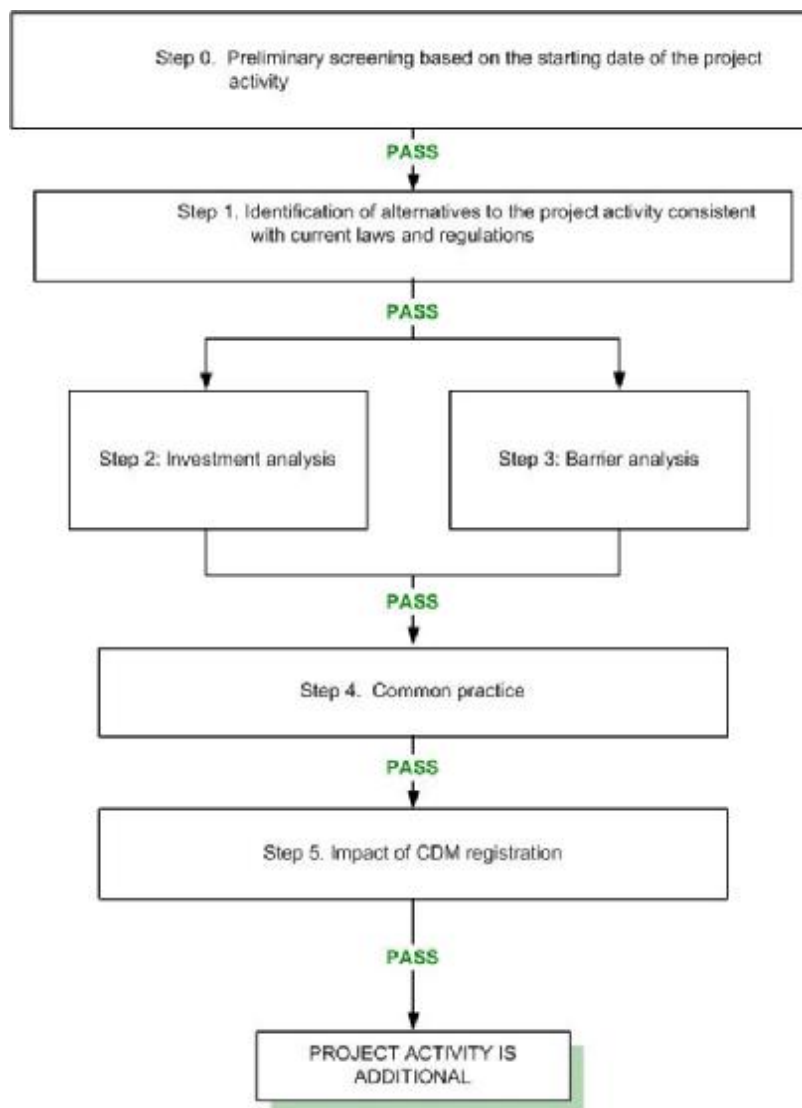 Step 0.  Preliminary screening based on the starting date of the project
activity
PASS
Step 1. Identification of alternatives to the project activity consistent
with current laws and regulations
PASS
Step 2: Investment analysis
Step 3: Barrier analysis
PASS
Step 4.  Common practice
PASS
Step 5. Impact of CDM registration
PASS
PROJECT ACTIVITY IS
ADDITIONAL